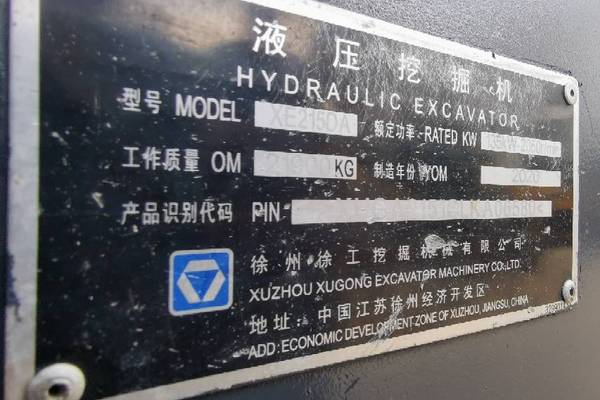 液压挖掘机
HYDRAULIC EXCAVATOR
型号 MODEL XE215DA 额定功率 RATED KW
工作质量 OM KG 制造年份 YOM 2020
产品识别代码 PIN
徐州徐工挖掘机械有限公司
XUZHOU XUGONG EXCAVATOR MACHINERY CO.,LTD.
地址：中国江苏徐州经济开发区
ADD:ECONOMIC DEVELOPMENT ZONE OF XUZHOU, JIANGSU, CHINA